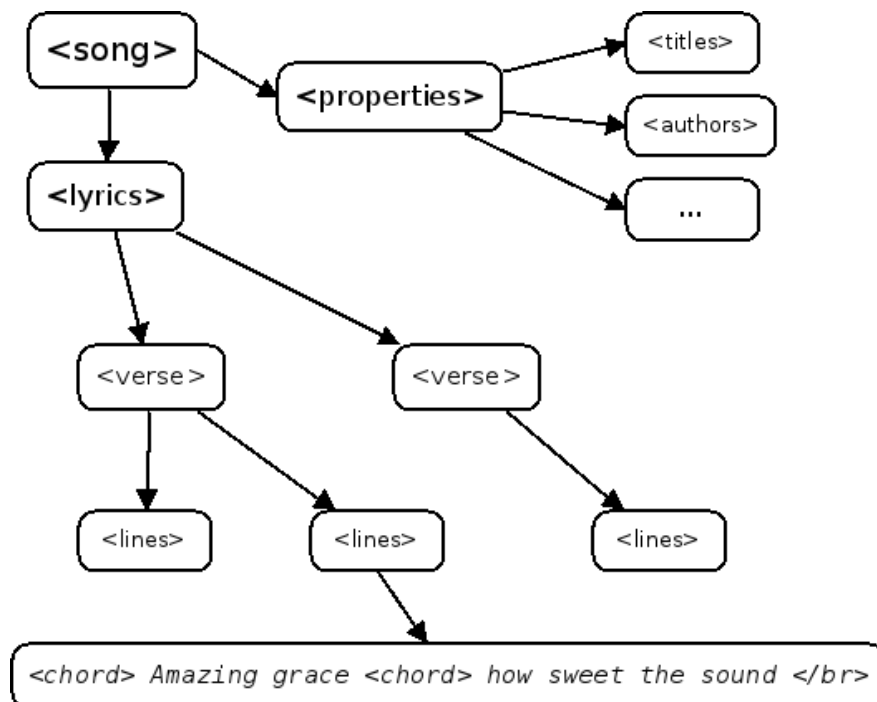 <song>
<titles>
<properties>
<authors>
<lyrics>
...
<verse>
<verse>
<lines>
<lines>
<lines>
<chord> Amazing grace <chord> how sweet the sound </br>